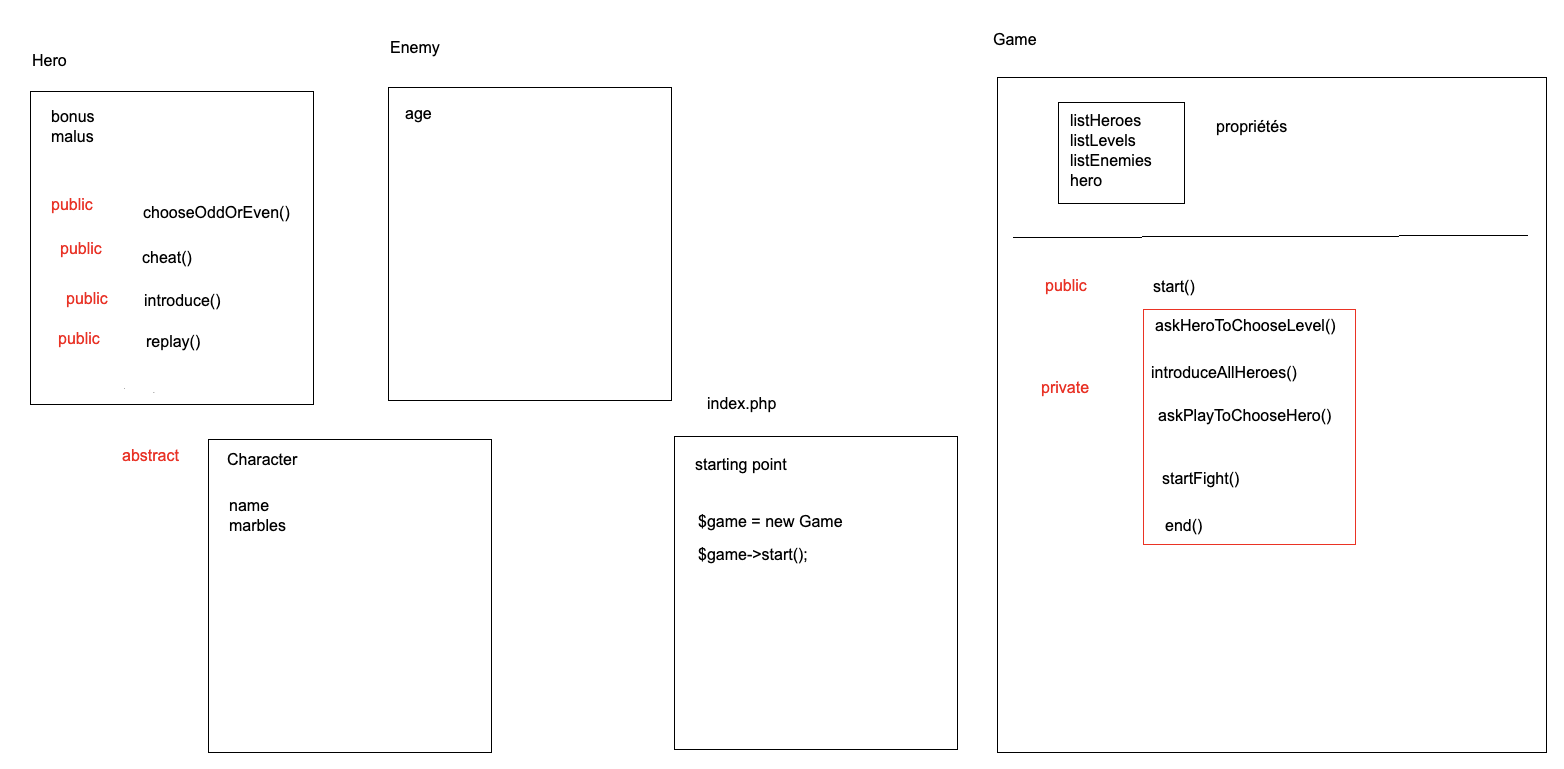 Hero
bonus
malus
public chooseOddOrEven()
public cheat()
public introduce()
public replay()
Enemy
age
abstract
Character
name
marbles
index.php
starting point
$game = new Game
$game->start();
Game
listHeroes
listLevels
listEnemies
hero
propriétés
public start()
private
askHeroToChooseLevel()
introduceAllHeroes()
askPlayToChooseHero()
startFight()
end()